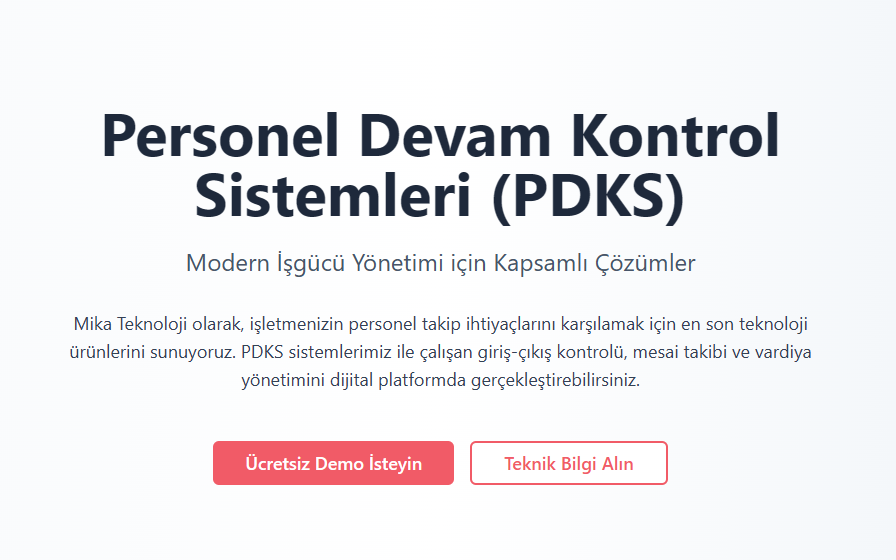 Personel Devam Kontrol
Sistemleri (PDKS)
Modern İşgücü Yönetimi için Kapsamlı Çözümler
Mika Teknoloji olarak, işletmenizin personel takip ihtiyaçlarını karşılamak için en son teknoloji
ürünlerini sunuyoruz. PDKS sistemlerimiz ile çalışan giriş-çıkış kontrolü, mesai takibi ve vardiya
yönetimini dijital platformda gerçekleştirebilirsiniz.
Ücretsiz Demo İsteyin
Teknik Bilgi Alın